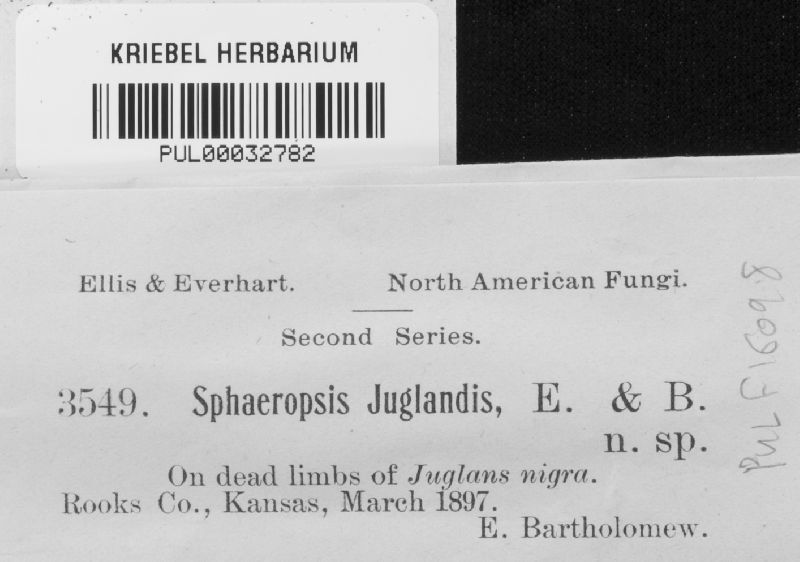 KRIEBEL HERBARIUM
PUL00032782
Ellis & Everhart. North American Fungi.
Second Series.
3549. Sphaeropsis Juglandis, E. & B.
n. sp.
On dead limbs of Juglans nigra.
Rooks Co., Kansas, March 1897.
E. Bartholomew.
PUL F16098